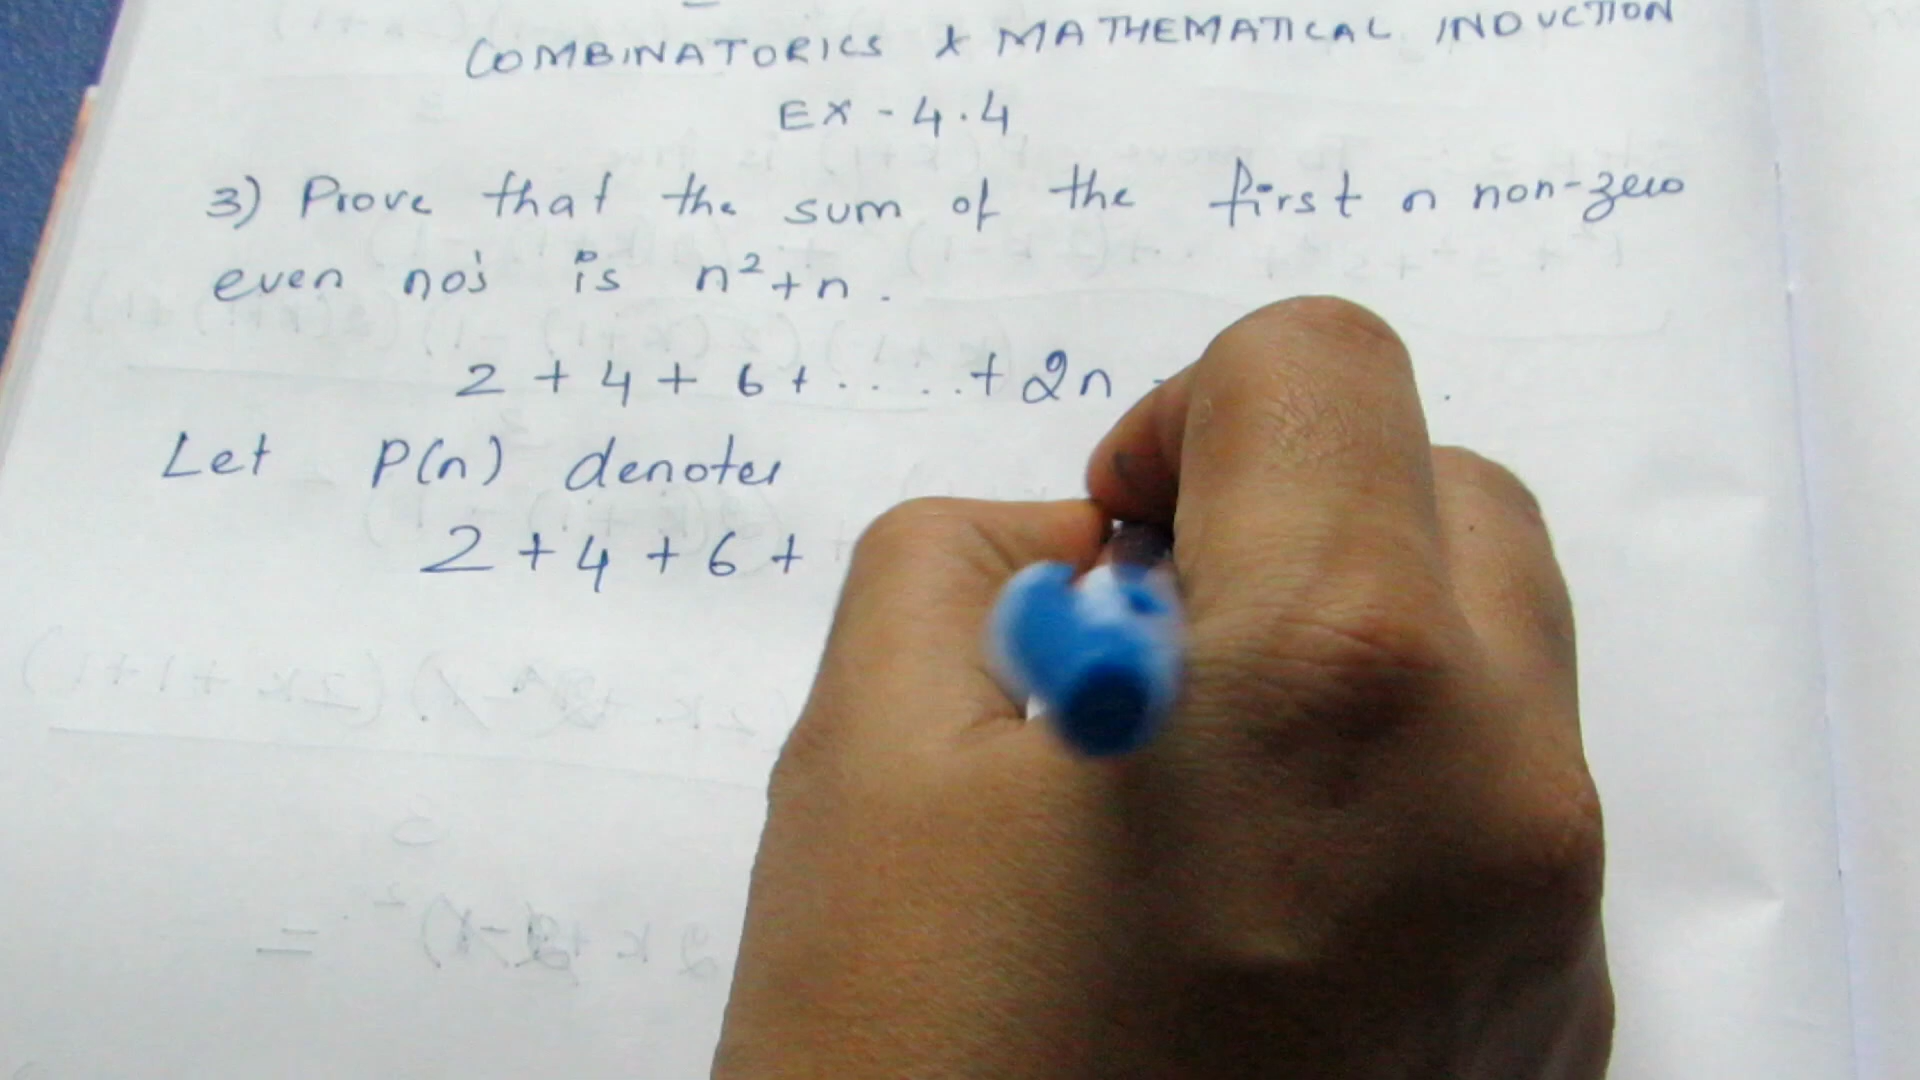 COMBINATORICS & MATHEMATICAL INDUCTION
EX - 4.4
3) Prove that the sum of the first n non-zero
even no's is n²+n.
2 + 4 + 6 + ..... + 2n
Let P(n) denotes
2 + 4 + 6 +